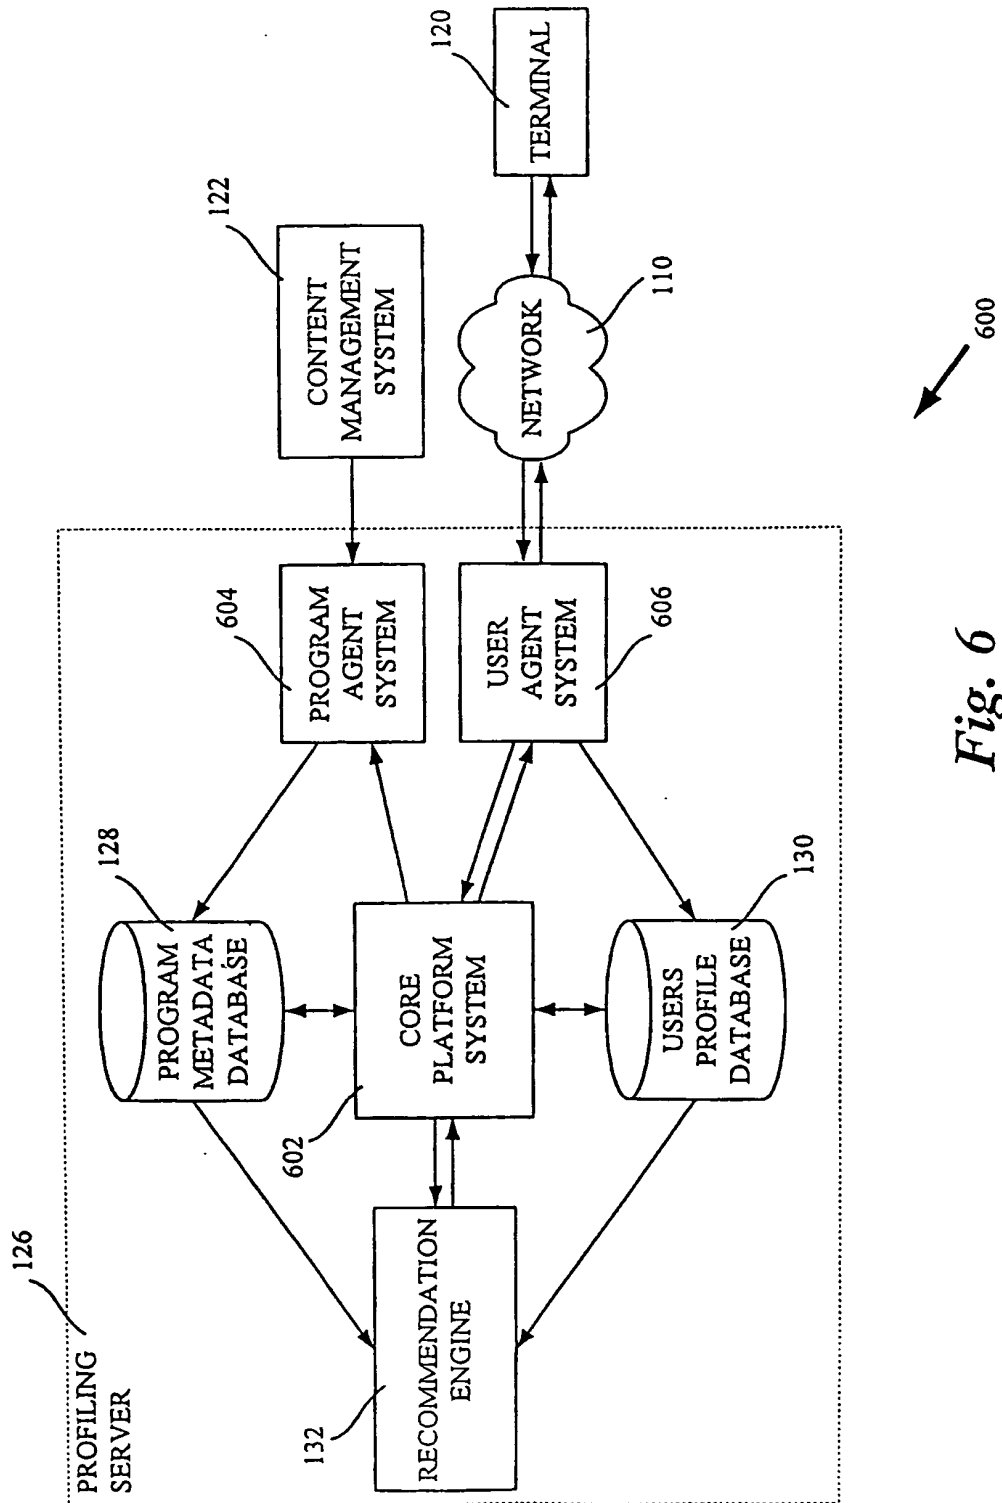 PROFILING
SERVER
126
RECOMMENDATION
ENGINE
132
PROGRAM
METADATA
DATABASE
128
CORE
PLATFORM
SYSTEM
602
USERS
PROFILE
DATABASE
130
PROGRAM
AGENT
SYSTEM
604
USER
AGENT
SYSTEM
606
CONTENT
MANAGEMENT
SYSTEM
122
NETWORK
110
TERMINAL
120
600
Fig. 6